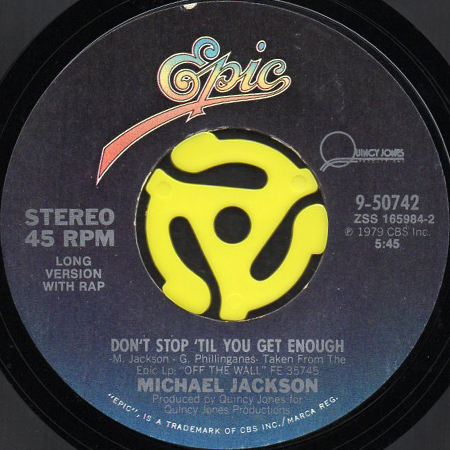 Epic
QUINCY JONES
STEREO
45 RPM
LONG
VERSION
WITH RAP
9-50742
ZSS 165984-2
℗ 1979 CBS Inc.
5:45
DON'T STOP 'TIL YOU GET ENOUGH
-M. Jackson - G. Phillinganes- Taken From The
Epic Lp: "OFF THE WALL" FE 35745
MICHAEL JACKSON
Produced by Quincy Jones for
Quincy Jones Productions
"EPIC", IS A TRADEMARK OF CBS INC./MARCA REG.